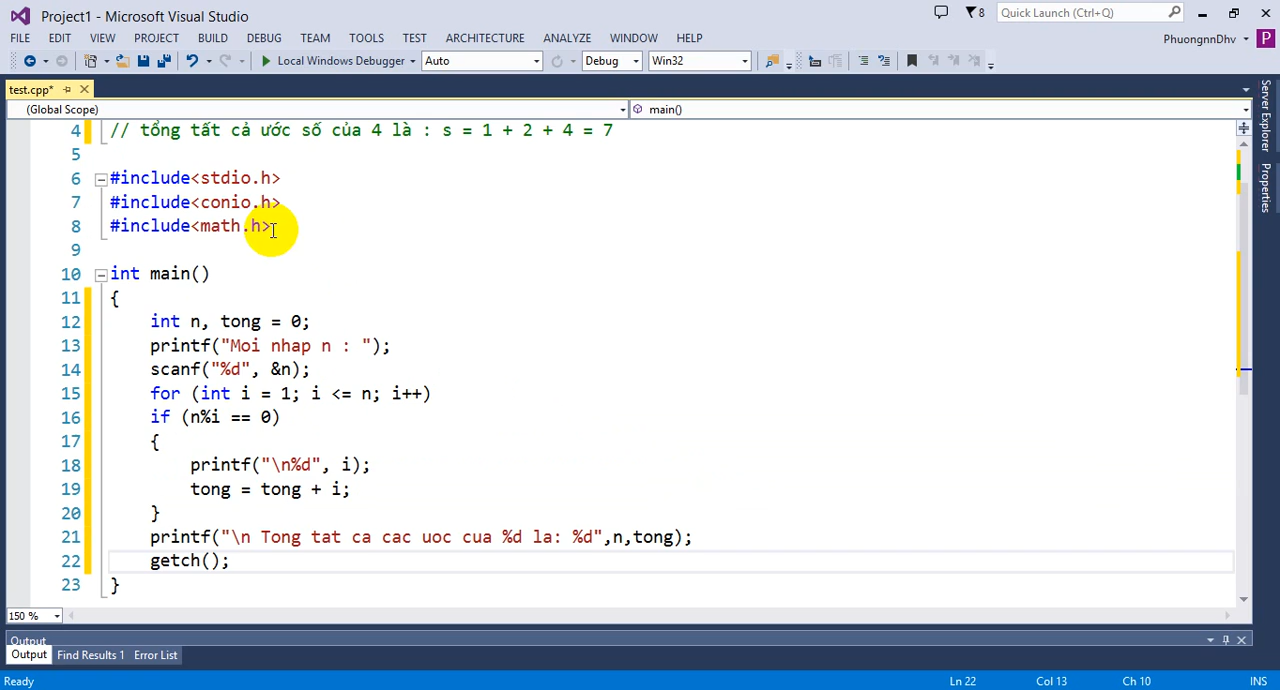 Project1 - Microsoft Visual Studio
8
Quick Launch (Ctrl+Q)
FILE EDIT VIEW PROJECT BUILD DEBUG TEAM TOOLS TEST ARCHITECTURE ANALYZE WINDOW HELP
PhuongnnDhv P
Local Windows Debugger Auto Debug Win32
test.cpp*
(Global Scope) main()
4 // tổng tất cả ước số của 4 là : s = 1 + 2 + 4 = 7
5
6 #include<stdio.h>
7 #include<conio.h>
8 #include<math.h>
9
10 int main()
11 {
12 int n, tong = 0;
13 printf("Moi nhap n : ");
14 scanf("%d", &n);
15 for (int i = 1; i <= n; i++)
16 if (n%i == 0)
17 {
18 printf("\n%d", i);
19 tong = tong + i;
20 }
21 printf("\n Tong tat ca cac uoc cua %d la: %d",n,tong);
22 getch();
23 }
Server Explorer
Properties
150 %
Output
Output Find Results 1 Error List
Ready Ln 22 Col 13 Ch 10 INS